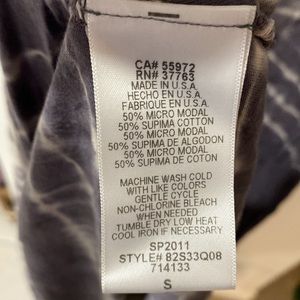 CA# 55972
RN# 37763
MADE IN U.S.A.
HECHO EN U.S.A.
FABRIQUE EN U.S.A.
50% MICRO MODAL
50% SUPIMA COTTON
50% MICRO MODAL
50% SUPIMA DE ALGODON
50% MICRO MODAL
50% SUPIMA DE COTON
MACHINE WASH COLD
WITH LIKE COLORS
GENTLE CYCLE
NON-CHLORINE BLEACH
WHEN NEEDED
TUMBLE DRY LOW HEAT
COOL IRON IF NECESSARY
SP2011
STYLE# 82S33Q08
714133
S